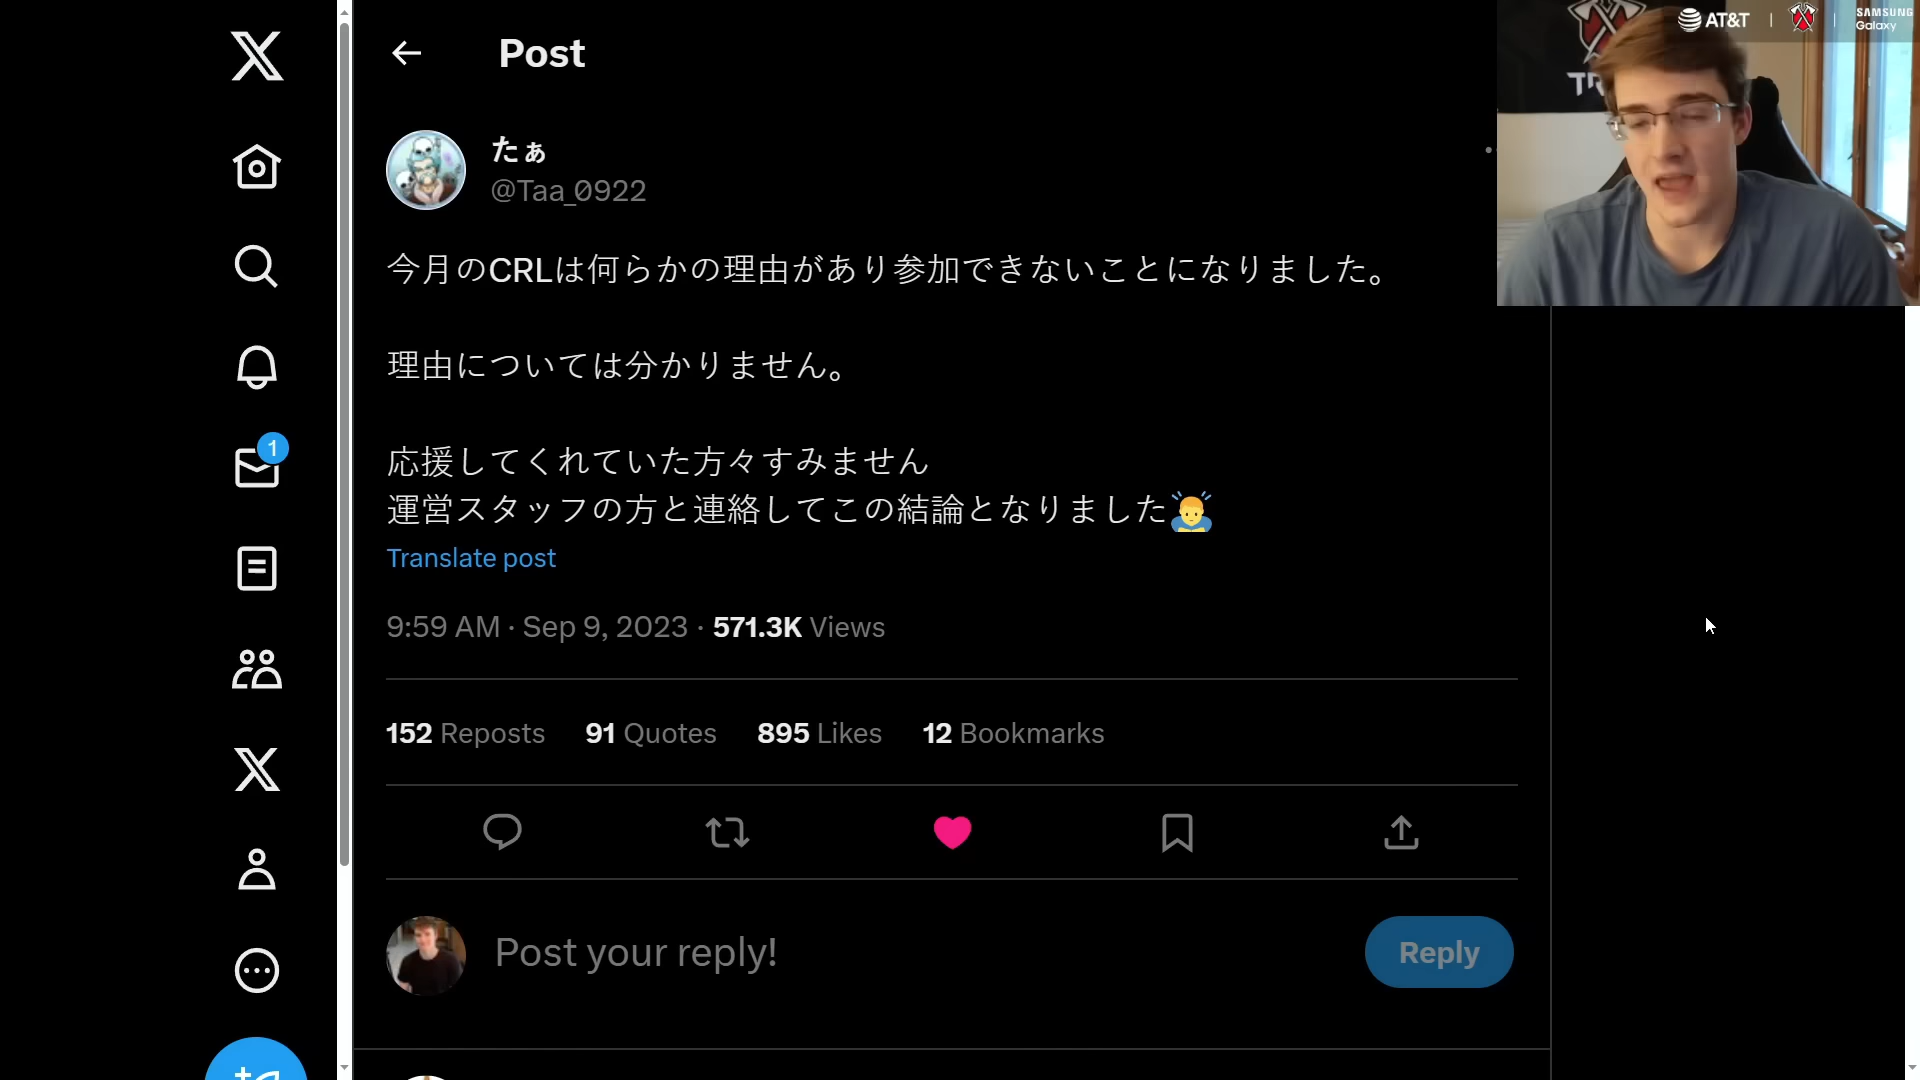 Post
たぁ
@Taa_0922
今月のCRLは何らかの理由があり参加できないことになりました。
理由については分かりません。
応援してくれていた方々すみません
運営スタッフの方と連絡してこの結論となりました🙇‍♂️
Translate post
9:59 AM · Sep 9, 2023 · 571.3K Views
152 Reposts 91 Quotes 895 Likes 12 Bookmarks
Post your reply!
Reply
1
AT&T
SAMSUNG
Galaxy